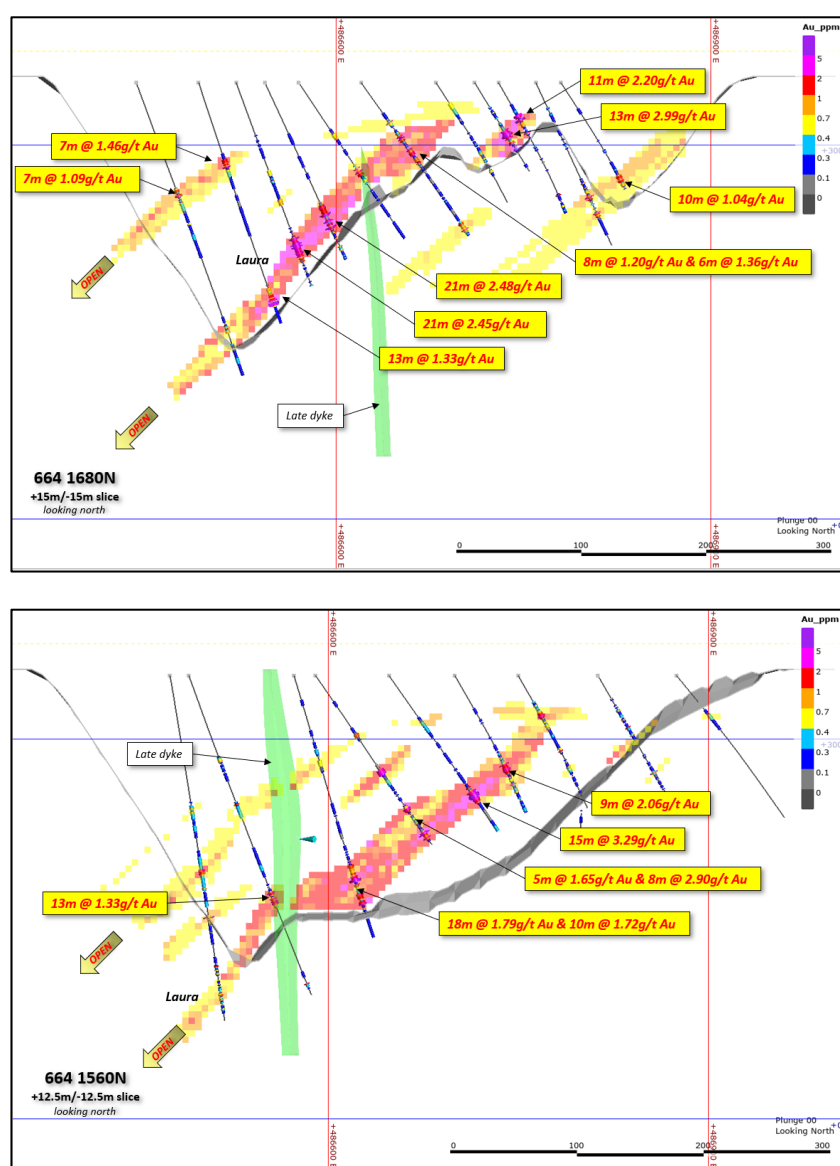 Au_ppm
+486600 E
+486900 E
5
2
1
0.7
0.4
+300
0.3
0.1
0
11m @ 2.20g/t Au
13m @ 2.99g/t Au
7m @ 1.46g/t Au
7m @ 1.09g/t Au
10m @ 1.04g/t Au
OPEN
Laura
8m @ 1.20g/t Au & 6m @ 1.36g/t Au
21m @ 2.48g/t Au
21m @ 2.45g/t Au
13m @ 1.33g/t Au
Late dyke
OPEN
664 1680N
+15m/-15m slice
looking north
+486600 E
+486900 E
Plunge 00
Looking North
0
100
200
300
Au_ppm
+486600 E
+486900 E
5
2
1
0.7
0.4
+300
0.3
0.1
0
Late dyke
9m @ 2.06g/t Au
15m @ 3.29g/t Au
5m @ 1.65g/t Au & 8m @ 2.90g/t Au
13m @ 1.33g/t Au
18m @ 1.79g/t Au & 10m @ 1.72g/t Au
OPEN
Laura
OPEN
664 1560N
+12.5m/-12.5m slice
looking north
+486600 E
+486900 E
Plunge 00
Looking North
0
100
200
300